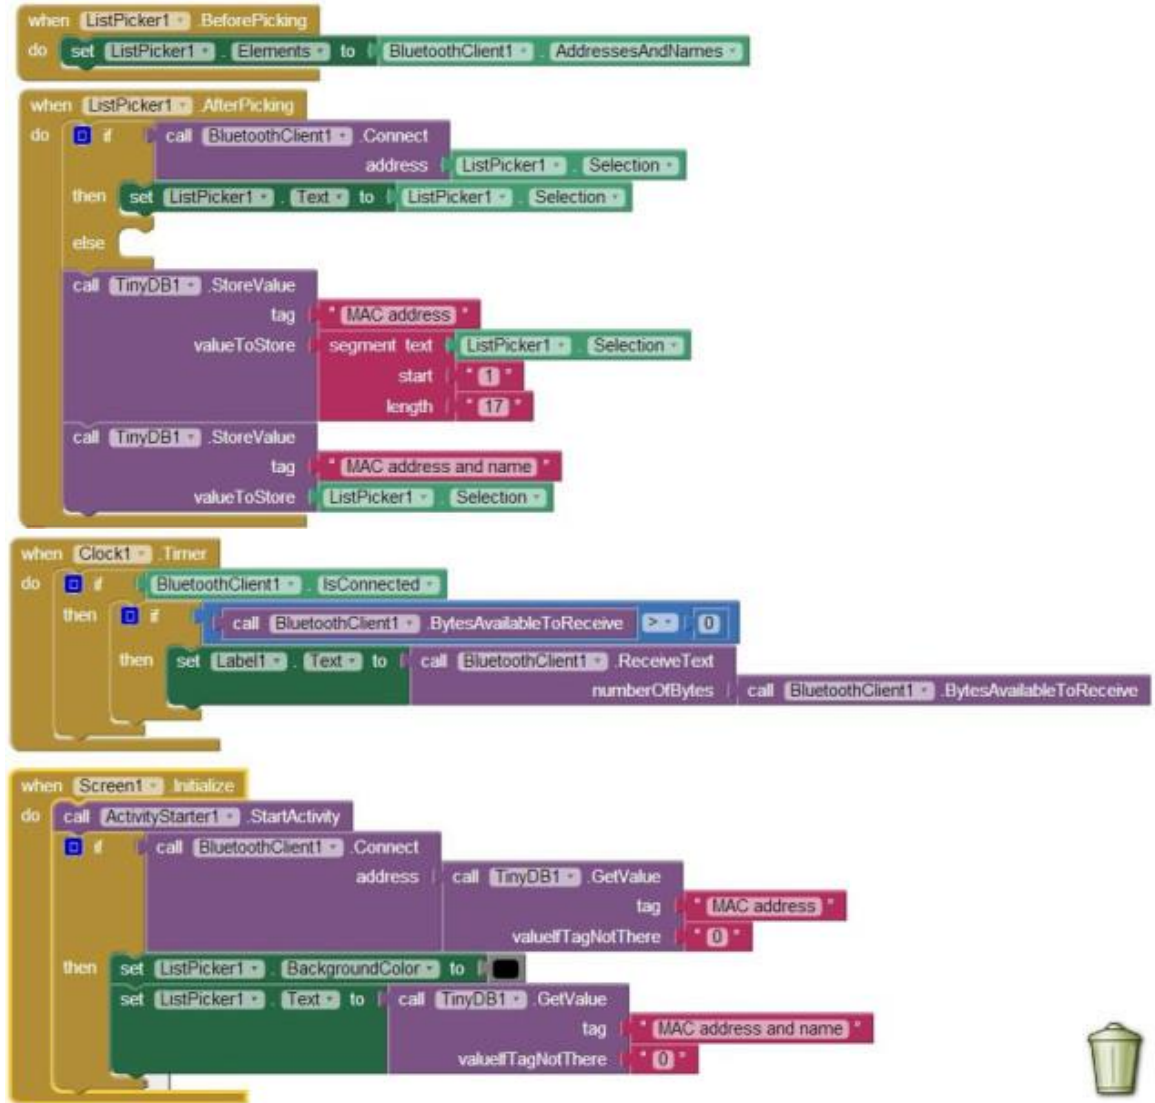 when ListPicker1 .BeforePicking
do set ListPicker1 . Elements to BluetoothClient1 . AddressesAndNames
when ListPicker1 .AfterPicking
do if call BluetoothClient1 .Connect
address ListPicker1 . Selection
then set ListPicker1 . Text to ListPicker1 . Selection
else
call TinyDB1 .StoreValue
tag " MAC address "
valueToStore segment text ListPicker1 . Selection
start " 1 "
length " 17 "
call TinyDB1 .StoreValue
tag " MAC address and name "
valueToStore ListPicker1 . Selection
when Clock1 .Timer
do if BluetoothClient1 . IsConnected
then if call BluetoothClient1 .BytesAvailableToReceive > 0
then set Label1 . Text to call BluetoothClient1 .ReceiveText
numberOfBytes call BluetoothClient1 .BytesAvailableToReceive
when Screen1 .Initialize
do call ActivityStarter1 .StartActivity
if call BluetoothClient1 .Connect
address call TinyDB1 .GetValue
tag " MAC address "
valueIfTagNotThere " 0 "
then set ListPicker1 . BackgroundColor to
set ListPicker1 . Text to call TinyDB1 .GetValue
tag " MAC address and name "
valueIfTagNotThere " 0 "